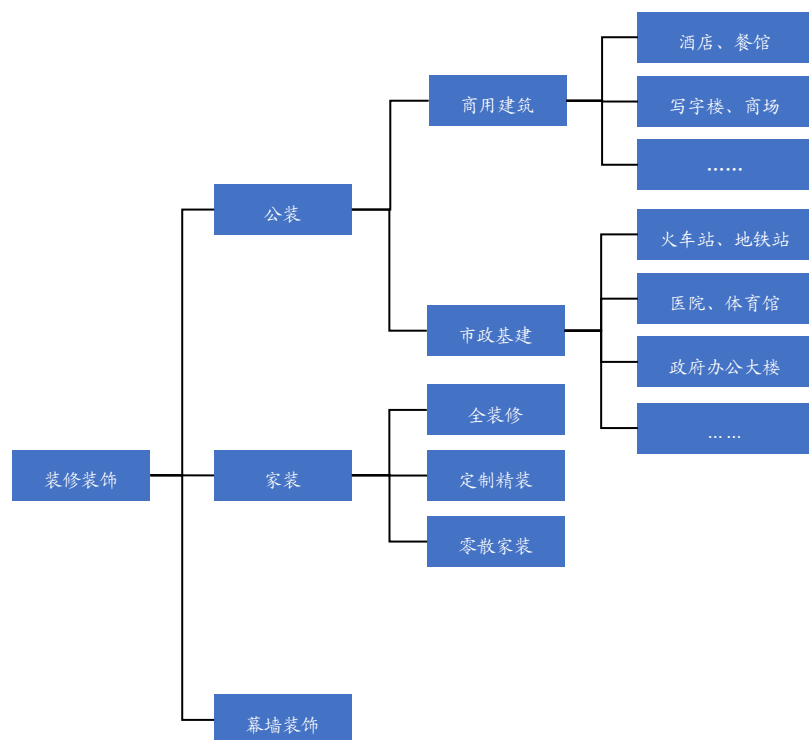 酒店、餐馆
商用建筑
写字楼、商场
……
公装
火车站、地铁站
医院、体育馆
市政基建
政府办公大楼
全装修
……
装修装饰
家装
定制精装
零散家装
幕墙装饰